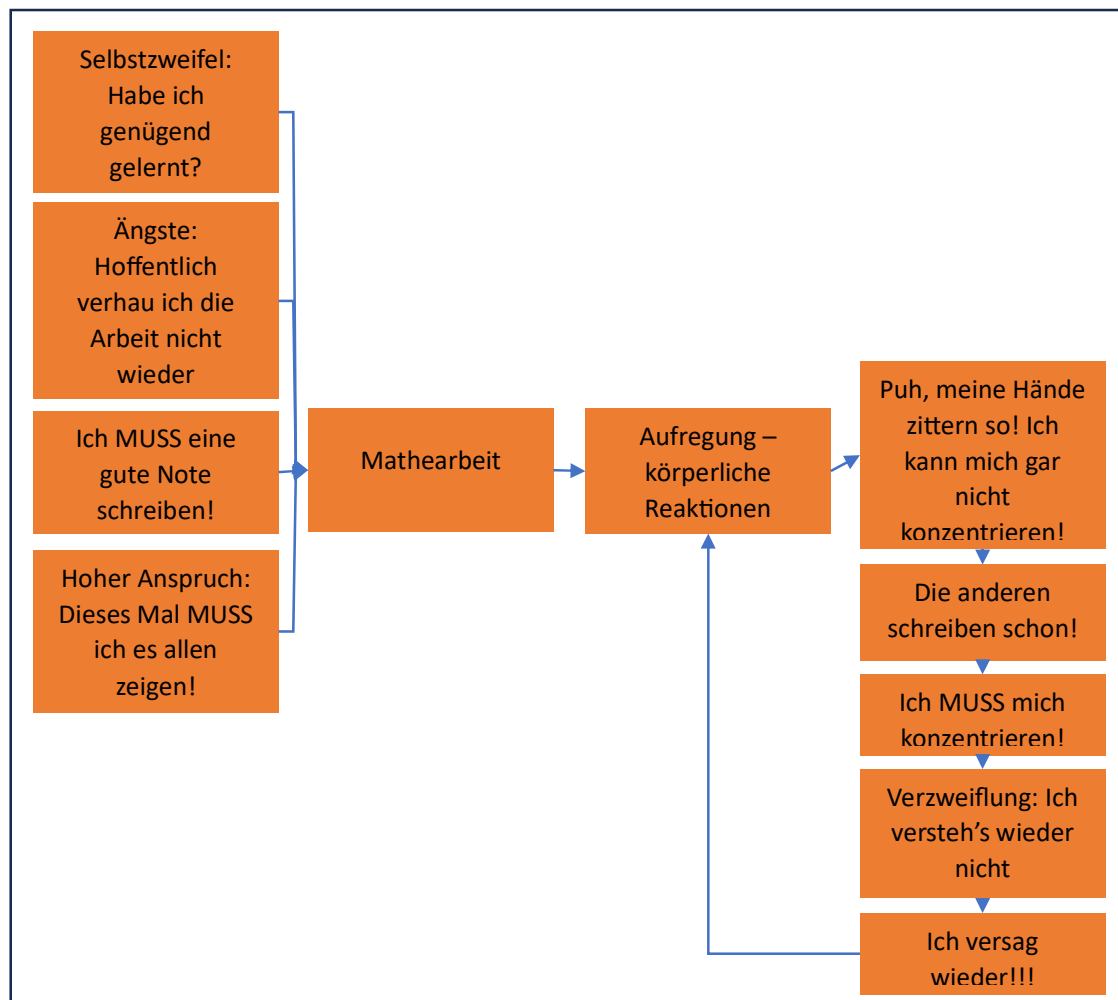 Selbstzweifel:
Habe ich
genügend
gelernt?
Ängste:
Hoffentlich
verhau ich die
Arbeit nicht
wieder
Ich MUSS eine
gute Note
schreiben!
Hoher Anspruch:
Dieses Mal MUSS
ich es allen
zeigen!
Mathearbeit
Aufregung –
körperliche
Reaktionen
Puh, meine Hände
zittern so! Ich
kann mich gar
nicht
konzentrieren!
Die anderen
schreiben schon!
Ich MUSS mich
konzentrieren!
Verzweiflung: Ich
versteh’s wieder
nicht
Ich versag
wieder!!!